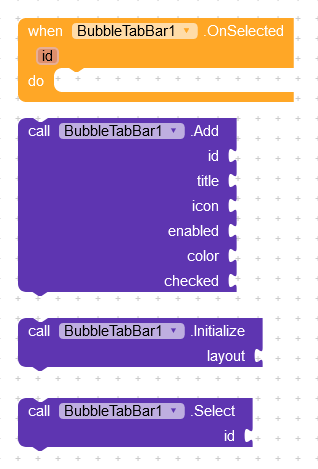 when BubbleTabBar1 .OnSelected
id
do
call BubbleTabBar1 .Add
id
title
icon
enabled
color
checked
call BubbleTabBar1 .Initialize
layout
call BubbleTabBar1 .Select
id